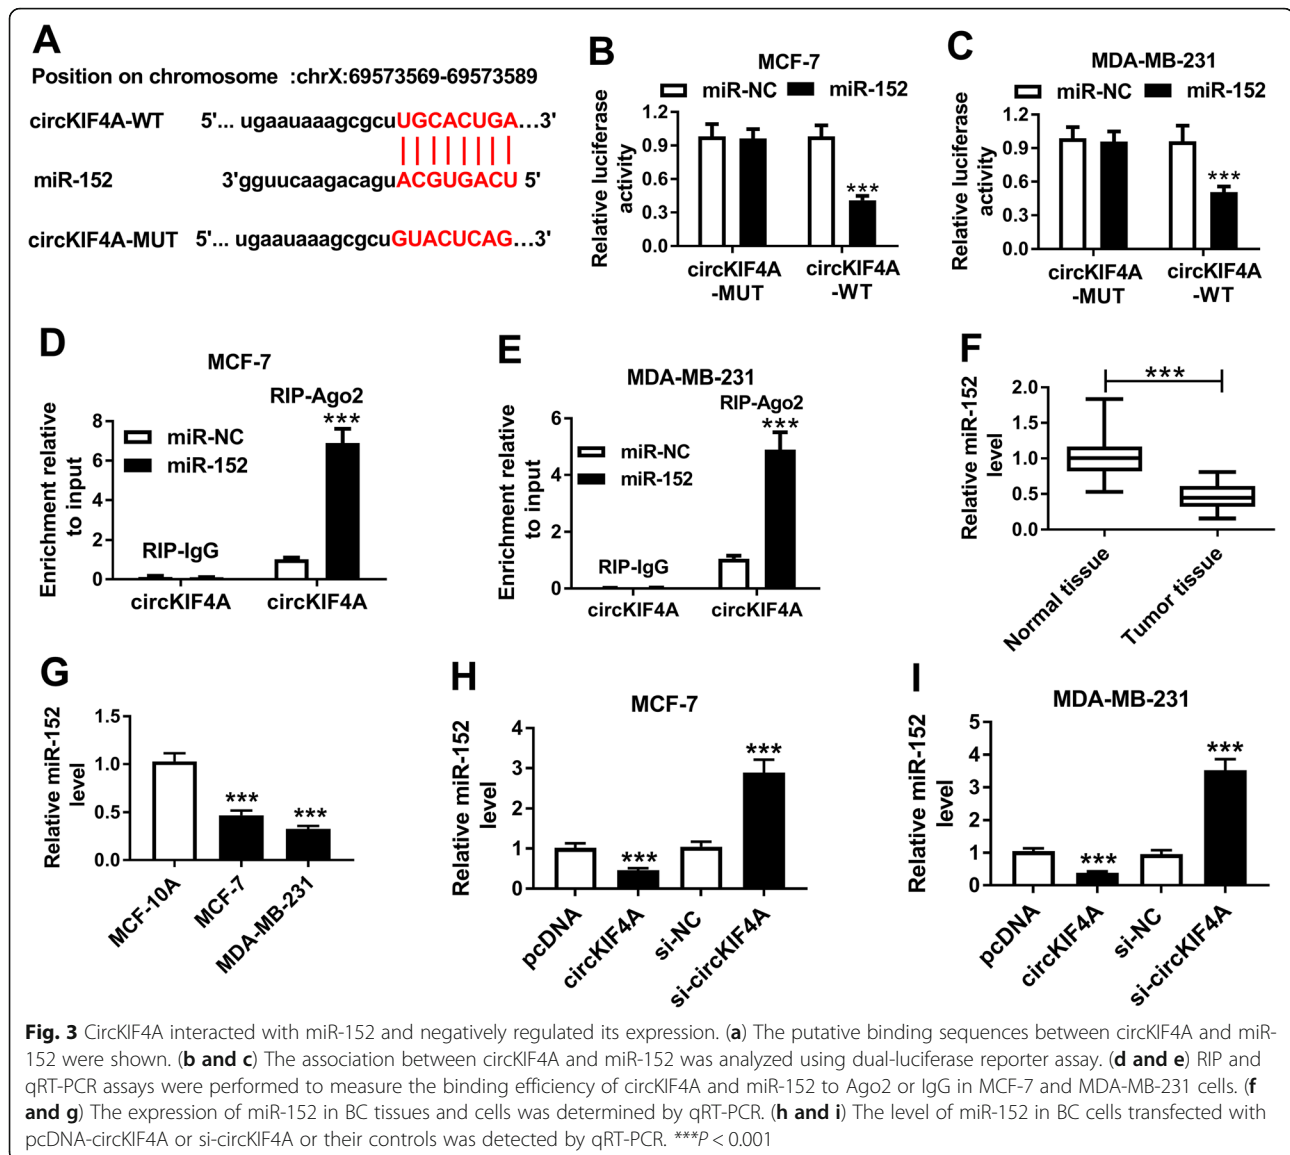 A
Position on chromosome :chrX:69573569-69573589
circKIF4A-WT 5'... ugaauaaagcgcuUGCACUGA...3'
miR-152 3'gguucaagacaguACGUGACU 5'
circKIF4A-MUT 5'... ugaauaaagcgcuGUACUCAG...3'
B
MCF-7
miR-NC miR-152
Relative luciferase activity
1.2
0.9
0.6
0.3
0.0
***
circKIF4A circKIF4A
-MUT -WT
C
MDA-MB-231
miR-NC miR-152
Relative luciferase activity
1.2
0.9
0.6
0.3
0.0
***
circKIF4A circKIF4A
-MUT -WT
D
MCF-7
RIP-Ago2
***
miR-NC
miR-152
Enrichment relative to input
8
6
4
2
0
RIP-IgG
circKIF4A circKIF4A
E
MDA-MB-231
RIP-Ago2
***
miR-NC
miR-152
Enrichment relative to input
6
4
2
0
RIP-IgG
circKIF4A circKIF4A
F
***
Relative miR-152 level
2.0
1.5
1.0
0.5
0.0
Normal tissue
Tumor tissue
G
Relative miR-152 level
1.5
1.0
0.5
0.0
***
***
MCF-10A
MCF-7
MDA-MB-231
H
MCF-7
Relative miR-152 level
4
3
2
1
0
***
***
pcDNA
circKIF4A
si-NC
si-circKIF4A
I
MDA-MB-231
Relative miR-152 level
5
4
3
2
1
0
***
***
pcDNA
circKIF4A
si-NC
si-circKIF4A
Fig. 3 CircKIF4A interacted with miR-152 and negatively regulated its expression. (a) The putative binding sequences between circKIF4A and miR-
152 were shown. (b and c) The association between circKIF4A and miR-152 was analyzed using dual-luciferase reporter assay. (d and e) RIP and
qRT-PCR assays were performed to measure the binding efficiency of circKIF4A and miR-152 to Ago2 or IgG in MCF-7 and MDA-MB-231 cells. (f
and g) The expression of miR-152 in BC tissues and cells was determined by qRT-PCR. (h and i) The level of miR-152 in BC cells transfected with
pcDNA-circKIF4A or si-circKIF4A or their controls was detected by qRT-PCR. ***P < 0.001